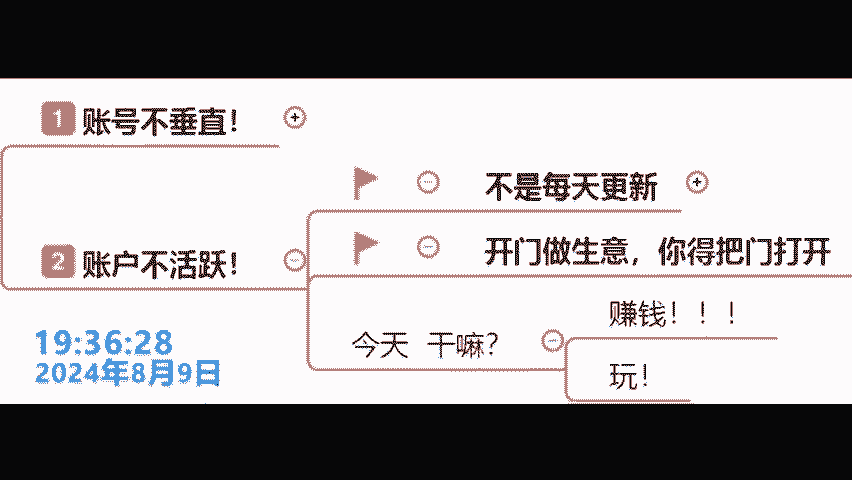 1 账号不垂直！
不是每天更新
2 账户不活跃！
开门做生意，你得把门打开
赚钱！！！
今天 干嘛？
玩！
19:36:28
2024年8月9日